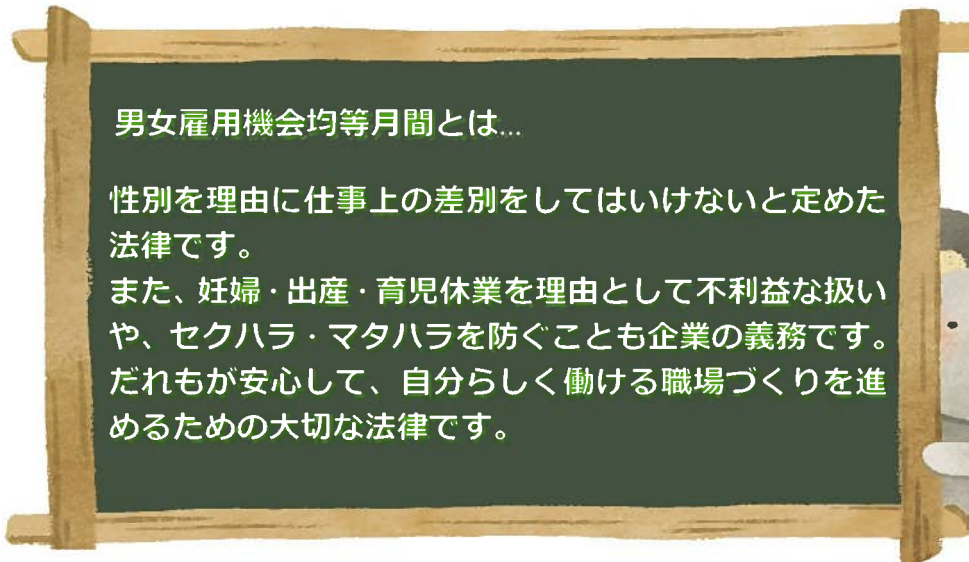 男女雇用機会均等月間とは...
性別を理由に仕事上の差別をしてはいけないと定めた
法律です。
また、妊婦・出産・育児休業を理由として不利益な扱い
や、セクハラ・マタハラを防ぐことも企業の義務です。
だれもが安心して、自分らしく働ける職場づくりを進
めるための大切な法律です。